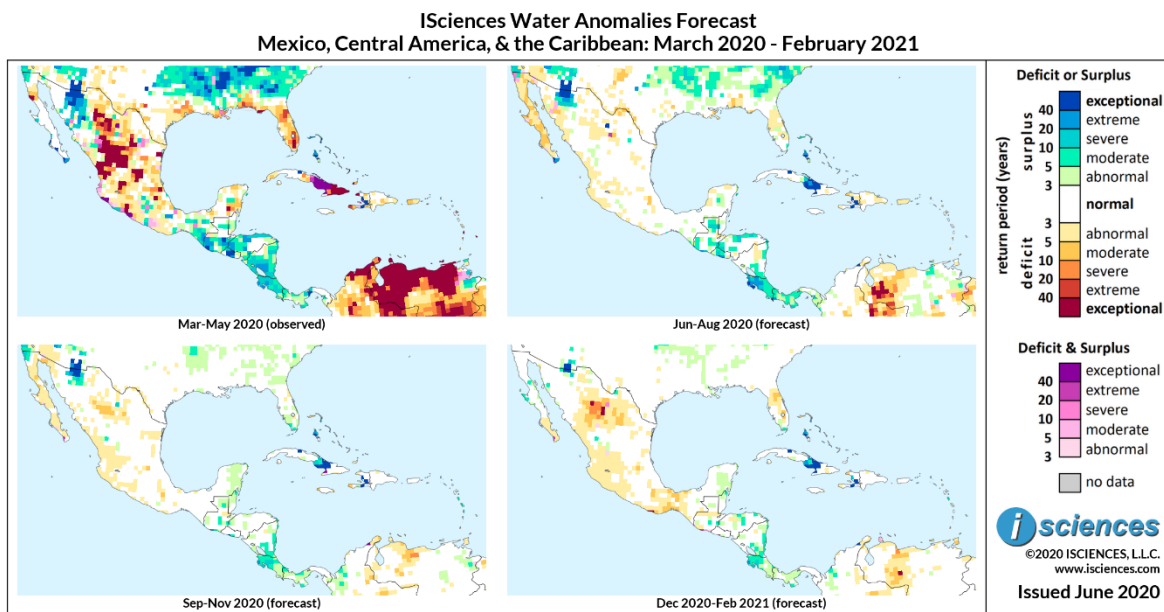 ISciences Water Anomalies Forecast
Mexico, Central America, & the Caribbean: March 2020 - February 2021
Mar-May 2020 (observed)
Jun-Aug 2020 (forecast)
Sep-Nov 2020 (forecast)
Dec 2020-Feb 2021 (forecast)
Deficit or Surplus
return period (years)
surplus
deficit
exceptional
40
extreme
20
severe
10
moderate
5
abnormal
3
normal
3
abnormal
5
moderate
10
severe
20
extreme
40
exceptional
Deficit & Surplus
exceptional
40
extreme
20
severe
10
moderate
5
abnormal
3
no data
i sciences
©2020 ISCIENCES, L.L.C.
www.isciences.com
Issued June 2020